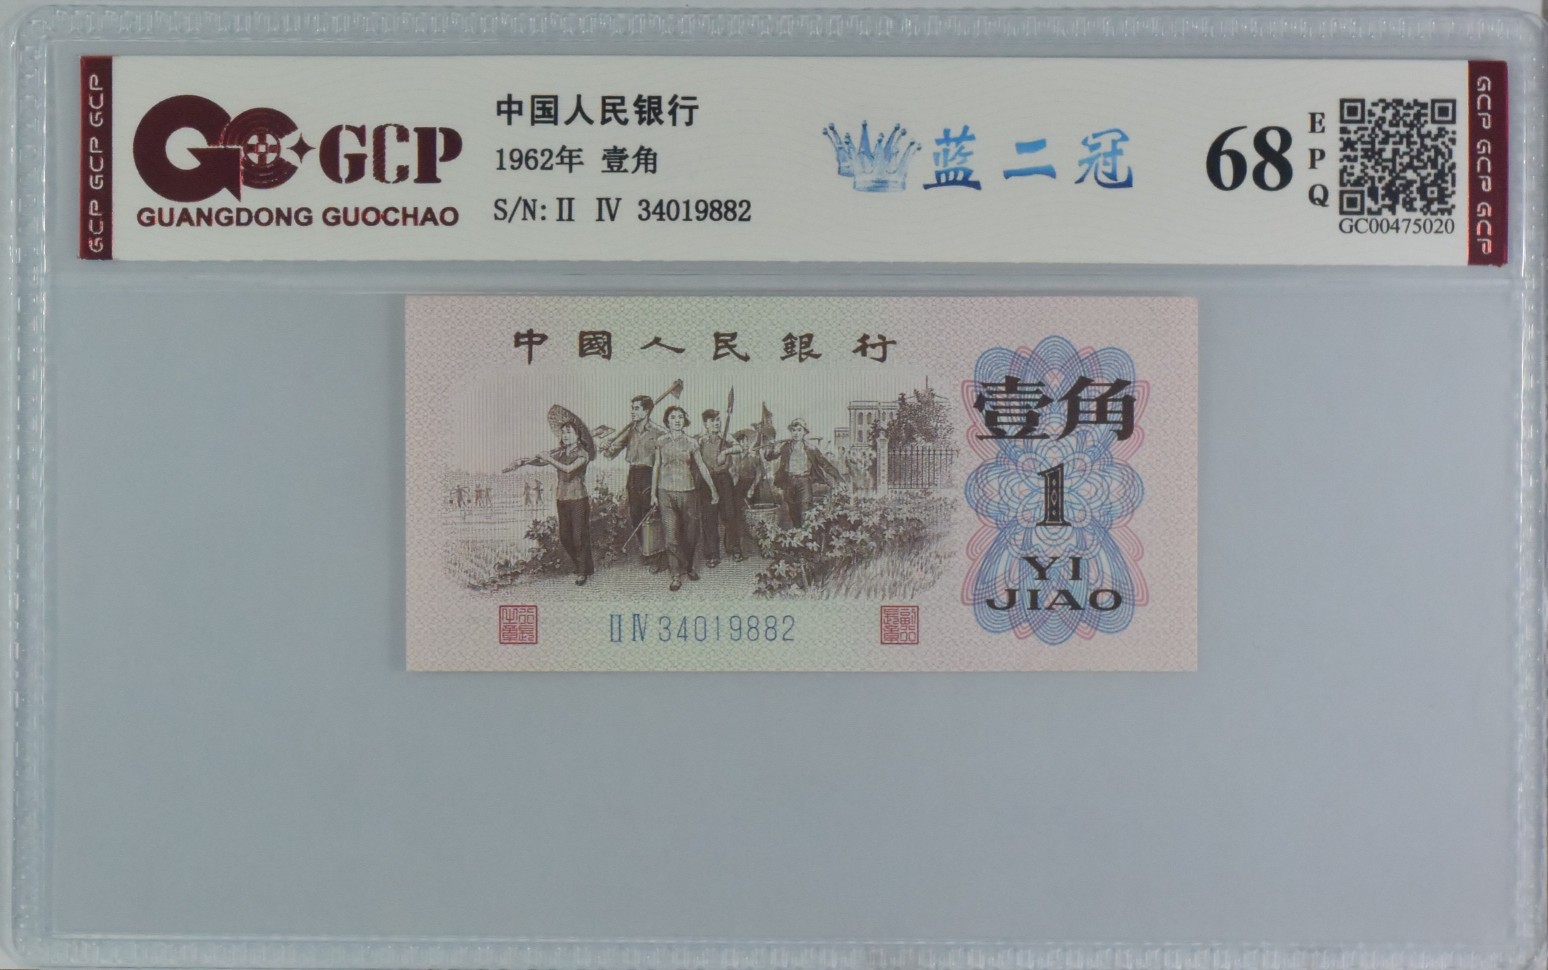 GCP GCP GCP
GCP
GUANGDONG GUOCHAO
中国人民银行
1962年 壹角
S/N: II IV 34019882
蓝二冠
68
EPQ
GC00475020
GCP GCP GCP
中國人民銀行
壹角
1
YI
JIAO
II IV 34019882